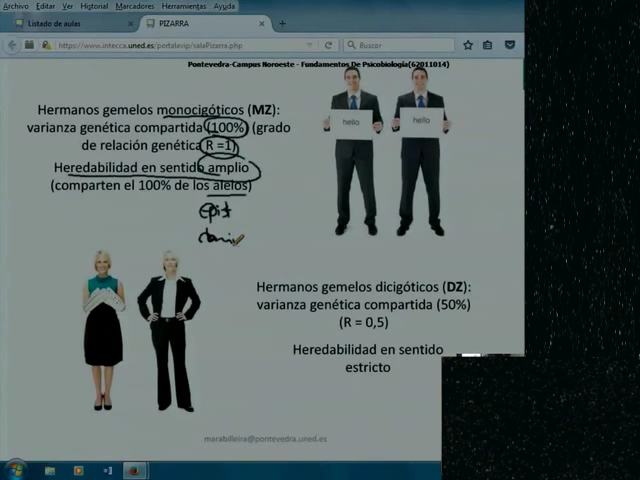 Archivo Editar Ver Historial Marcadores Herramientas Ayuda
Listado de aulas
PIZARRA
https://www.intecca.uned.es/portalavip/salaPizarra.php
Buscar
Pontevedra-Campus Noroeste - Fundamentos De Psicobiología(62011014)
Hermanos gemelos monocigóticos (MZ):
varianza genética compartida (100%) (grado
de relación genética R =1)
Heredabilidad en sentido amplio
(comparten el 100% de los alelos)
epist
hello
hello
Hermanos gemelos dicigóticos (DZ):
varianza genética compartida (50%)
(R = 0,5)
Heredabilidad en sentido
estricto
marabilleira@pontevedra.uned.es